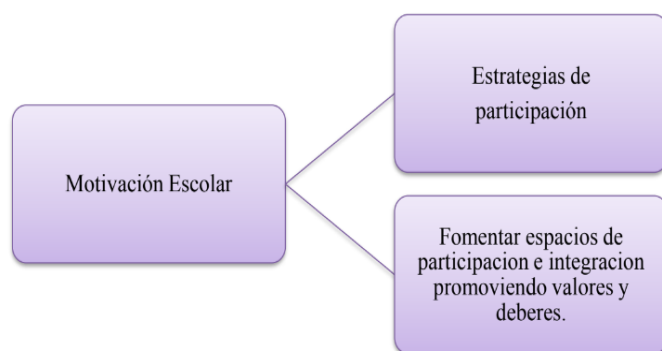 Motivación Escolar
Estrategias de
participación
Fomentar espacios de
participacion e integracion
promoviendo valores y
deberes.